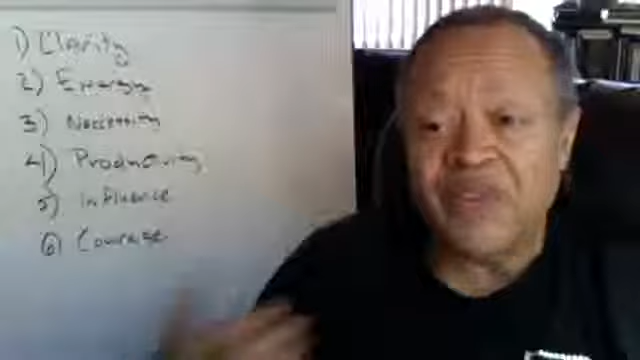 1) Clarity
2) Energy
3) Necessity
4) Productivity
5) Influence
6) Courage